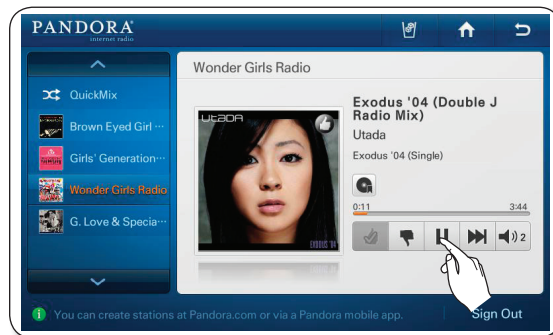 PANDORA®
internet radio
QuickMix
Brown Eyed Girl ...
Girls' Generation...
Wonder Girls Radio
G. Love & Specia...
Wonder Girls Radio
UTADA
EXODUS '04
Exodus '04 (Double J
Radio Mix)
Utada
Exodus '04 (Single)
0:11
3:44
2
You can create stations at Pandora.com or via a Pandora mobile app.
Sign Out